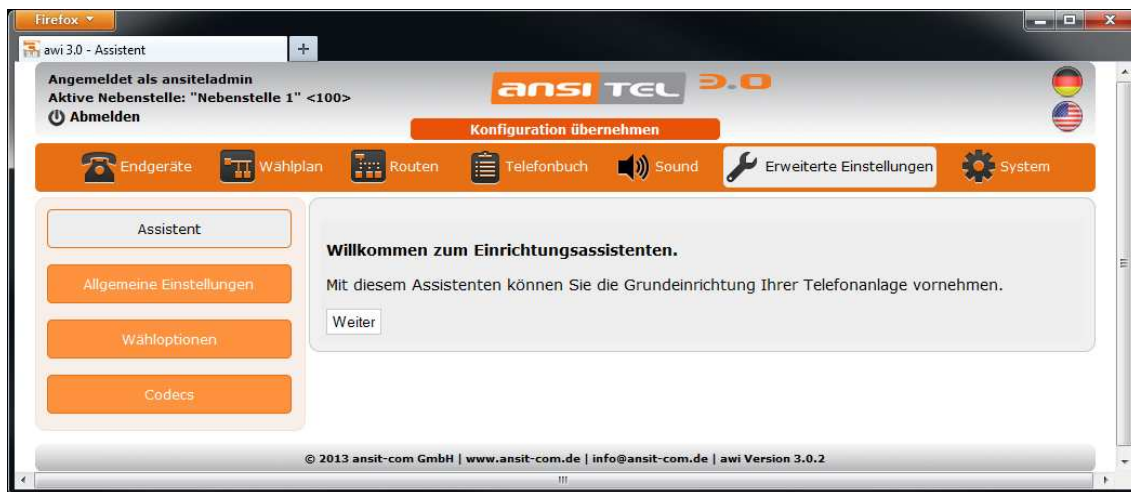 Firefox
awi 3.0 - Assistent
Angemeldet als ansiteladmin
Aktive Nebenstelle: "Nebenstelle 1" <100>
Abmelden
ansi TEL 3.0
Konfiguration übernehmen
Endgeräte Wählplan Routen Telefonbuch Sound Erweiterte Einstellungen System
Assistent
Allgemeine Einstellungen
Wähloptionen
Codecs
Willkommen zum Einrichtungsassistenten.
Mit diesem Assistenten können Sie die Grundeinrichtung Ihrer Telefonanlage vornehmen.
Weiter
© 2013 ansit-com GmbH | www.ansit-com.de | info@ansit-com.de | awi Version 3.0.2